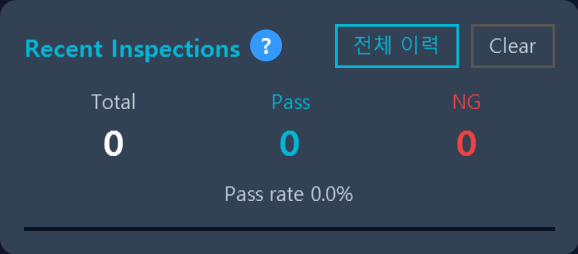 Recent Inspections ? 전체 이력 Clear
Total Pass NG
0 0 0
Pass rate 0.0%